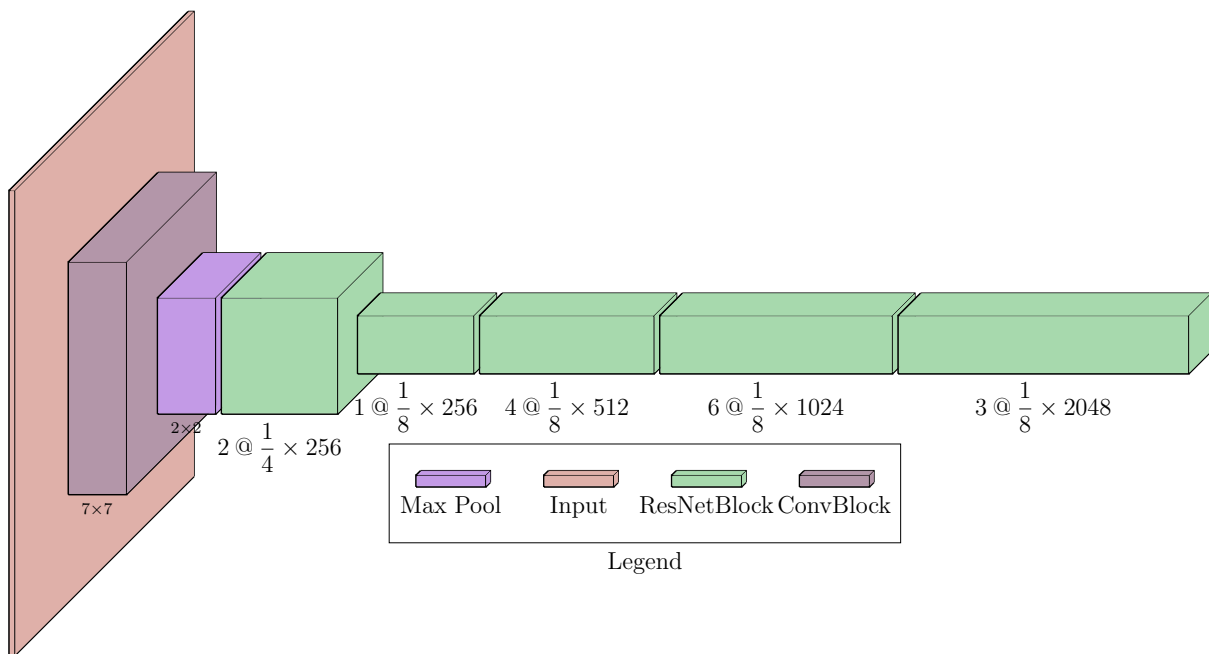 7×7
2×2
2 @ 1/4 × 256
1 @ 1/8 × 256
4 @ 1/8 × 512
6 @ 1/8 × 1024
3 @ 1/8 × 2048
Max Pool
Input
ResNetBlock
ConvBlock
Legend